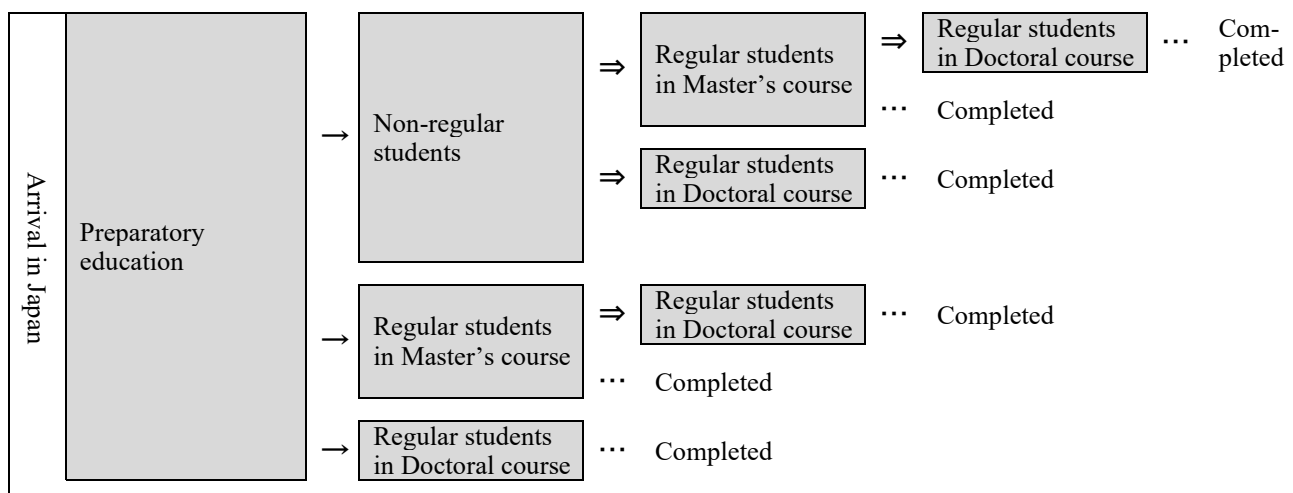 Arrival in Japan
Preparatory
education
→
Non-regular
students
⇒
Regular students
in Master’s course
⇒
Regular students
in Doctoral course
… Com-
pleted
… Completed
⇒
Regular students
in Doctoral course
… Completed
→
Regular students
in Master’s course
⇒
Regular students
in Doctoral course
… Completed
… Completed
→
Regular students
in Doctoral course
… Completed